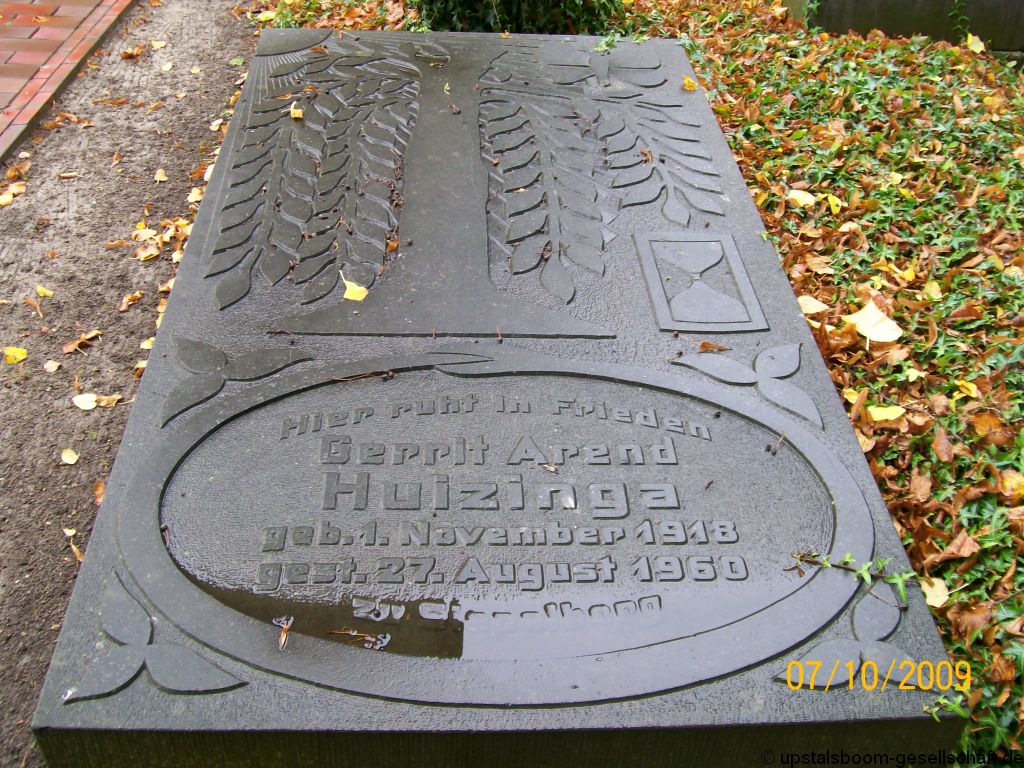 Hier ruht in Frieden
Gerrit Arend
Huizinga
geb. 1. November 1918
gest. 27. August 1960
zu
07/10/2009
© upstalsboom-gesellschaft.de